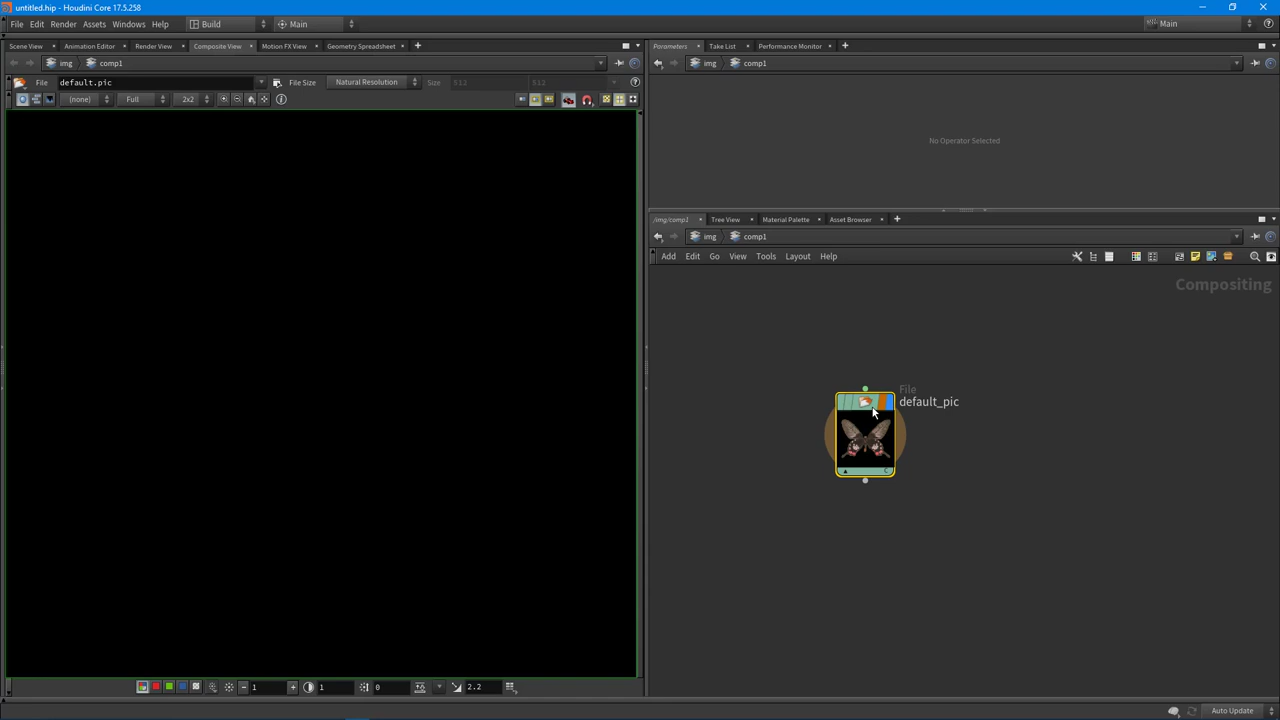 untitled.hip - Houdini Core 17.5.258
File Edit Render Assets Windows Help Build Main Main
Scene View Animation Editor Render View Composite View Motion FX View Geometry Spreadsheet
img comp1
File default.pic File Size Natural Resolution Size 512 512
(none) Full 2x2
1 1 0 2.2
Parameters Take List Performance Monitor
img comp1
No Operator Selected
/img/comp1 Tree View Material Palette Asset Browser
img comp1
Add Edit Go View Tools Layout Help
Compositing
File
default_pic
C
Auto Update